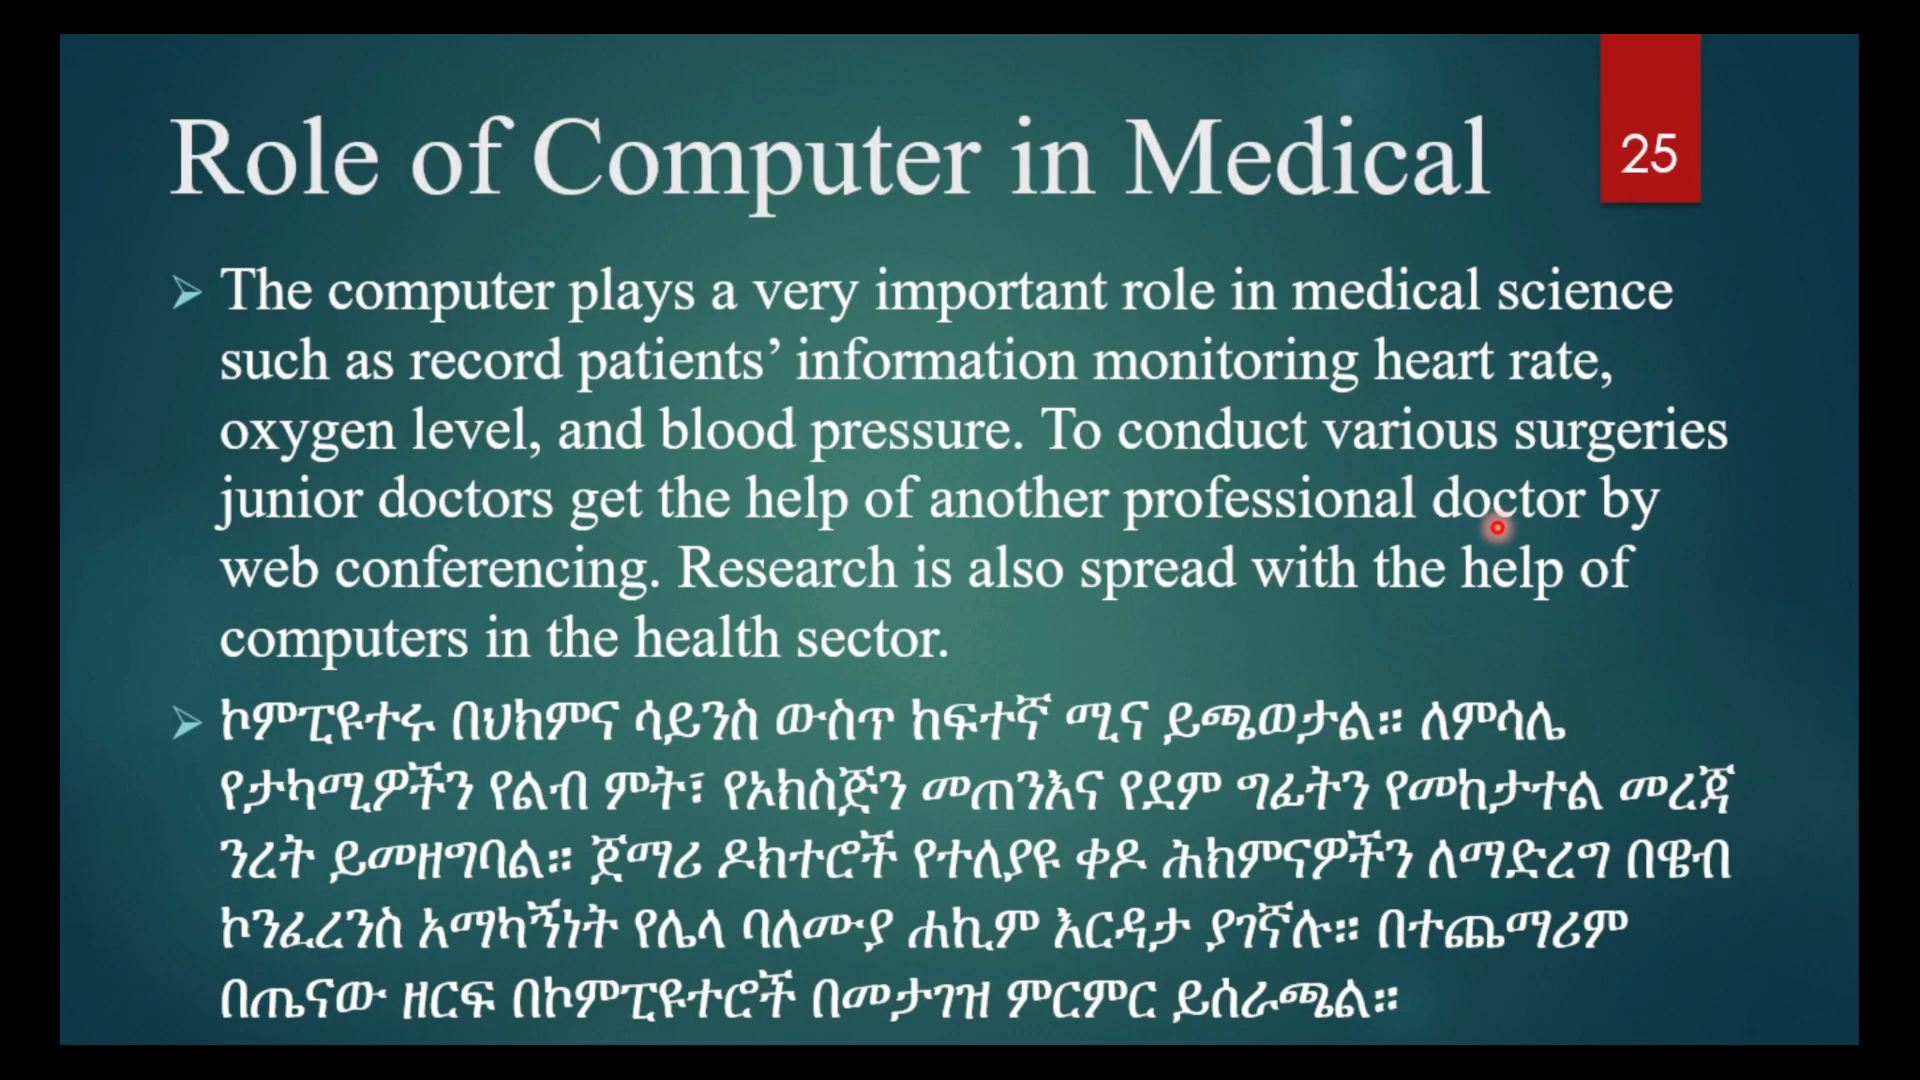 Role of Computer in Medical
25
➢ The computer plays a very important role in medical science
such as record patients’ information monitoring heart rate,
oxygen level, and blood pressure. To conduct various surgeries
junior doctors get the help of another professional doctor by
web conferencing. Research is also spread with the help of
computers in the health sector.
➢ ኮምፒዩተሩ በህክምና ሳይንስ ውስጥ ከፍተኛ ሚና ይጫወታል። ለምሳሌ
የታካሚዎችን የልብ ምት፣ የኦክስጅን መጠንእና የደም ግፊትን የመከታተል መረጃ
ንረት ይመዘግባል። ጀማሪ ዶክተሮች የተለያዩ ቀዶ ሕክምናዎችን ለማድረግ በዌብ
ኮንፈረንስ አማካኝነት የሌላ ባለሙያ ሐኪም እርዳታ ያገኛሉ። በተጨማሪም
በጤናው ዘርፍ በኮምፒዩተሮች በመታገዝ ምርምር ይሰራጫል።